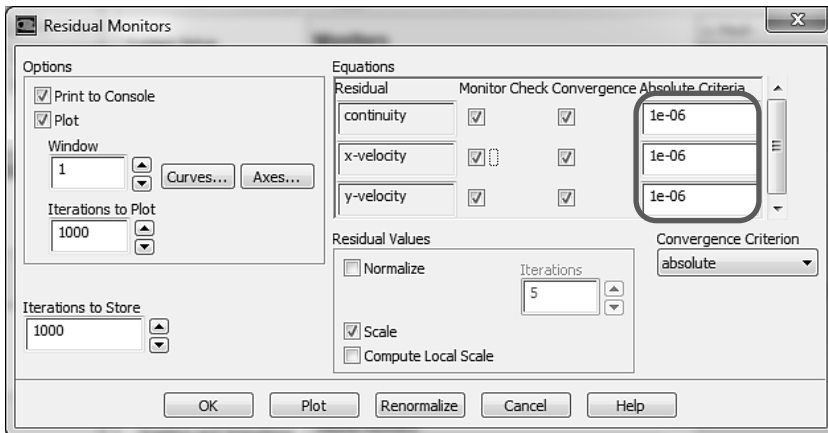 Residual Monitors
Options
Print to Console
Plot
Window
1
Curves...
Axes...
Iterations to Plot
1000
Iterations to Store
1000
Equations
Residual Monitor Check Convergence Absolute Criteria
continuity 1e-06
x-velocity 1e-06
y-velocity 1e-06
Residual Values
Normalize
Iterations
5
Scale
Compute Local Scale
Convergence Criterion
absolute
OK Plot Renormalize Cancel Help